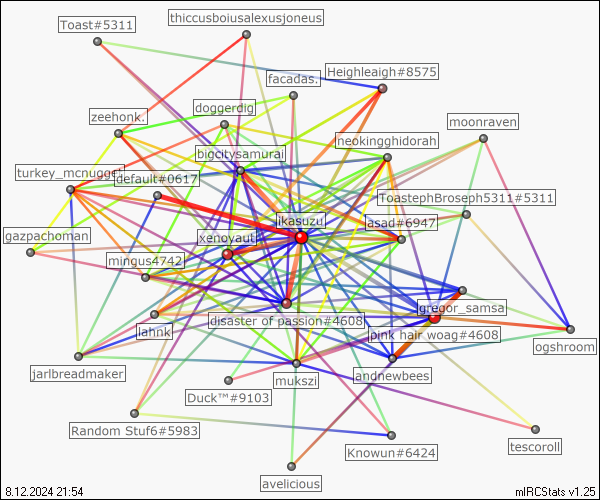 thiccusboiusalexusjoneus
Toast#5311
Heighleigh#8575
facadas.
doggerdig
zeehonk.
moonraven
neokingghidorah
bigcitysamurai
turkey_mcnugget
default#0617
ToastephBroseph5311#5311
ikasuzu
asad#6947
gazpachoman
xenoyaut
mingus4742
gregor_samsa
disaster of passion#4608
lahnk
pink hair woag#4608
ogshroom
jarlbreadmaker
mukszi
andnewbees
Duck™#9103
Random Stuf6#5983
tescoroll
Knowun#6424
avelicious
8.12.2024 21:54
mIRCStats v1.25